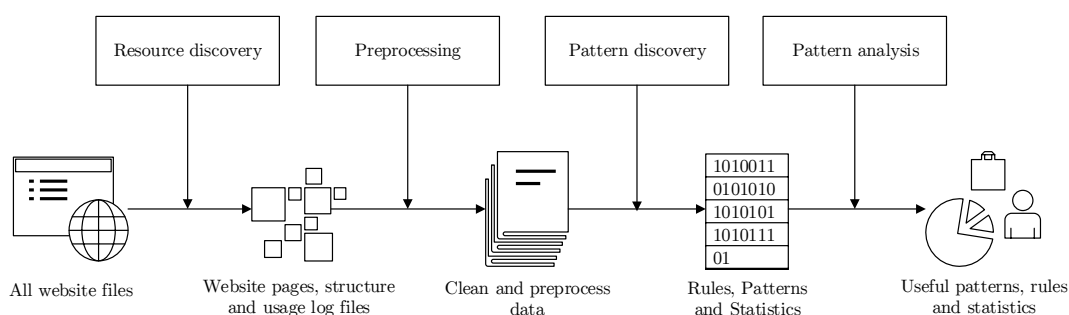 Resource discovery
Preprocessing
Pattern discovery
Pattern analysis
1010011
0101010
1010101
1010111
01
All website files
Website pages, structure
and usage log files
Clean and preprocess
data
Rules, Patterns
and Statistics
Useful patterns, rules
and statistics